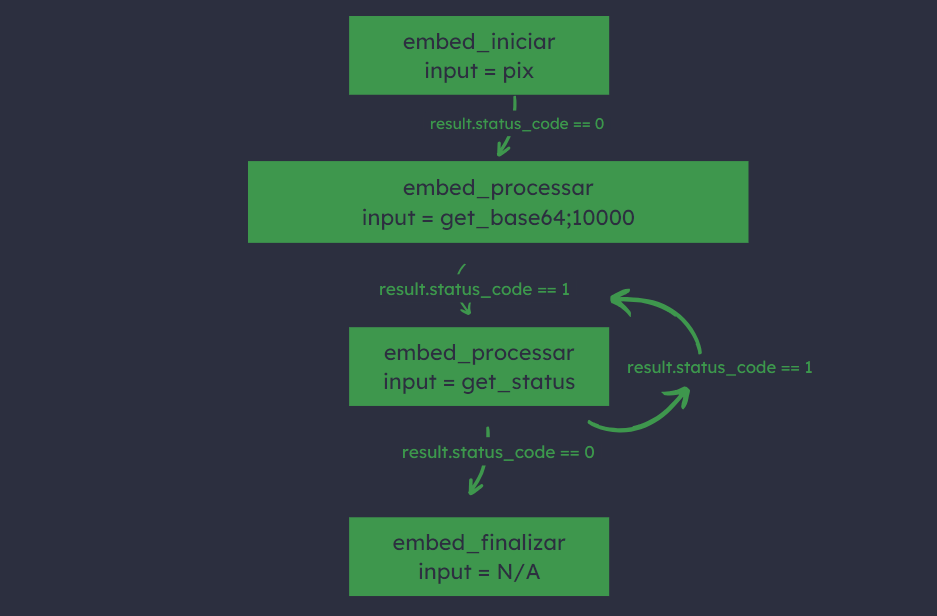 embed_iniciar
input = pix
result.status_code == 0
embed_processar
input = get_base64;10000
result.status_code == 1
embed_processar
input = get_status
result.status_code == 1
result.status_code == 0
embed_finalizar
input = N/A